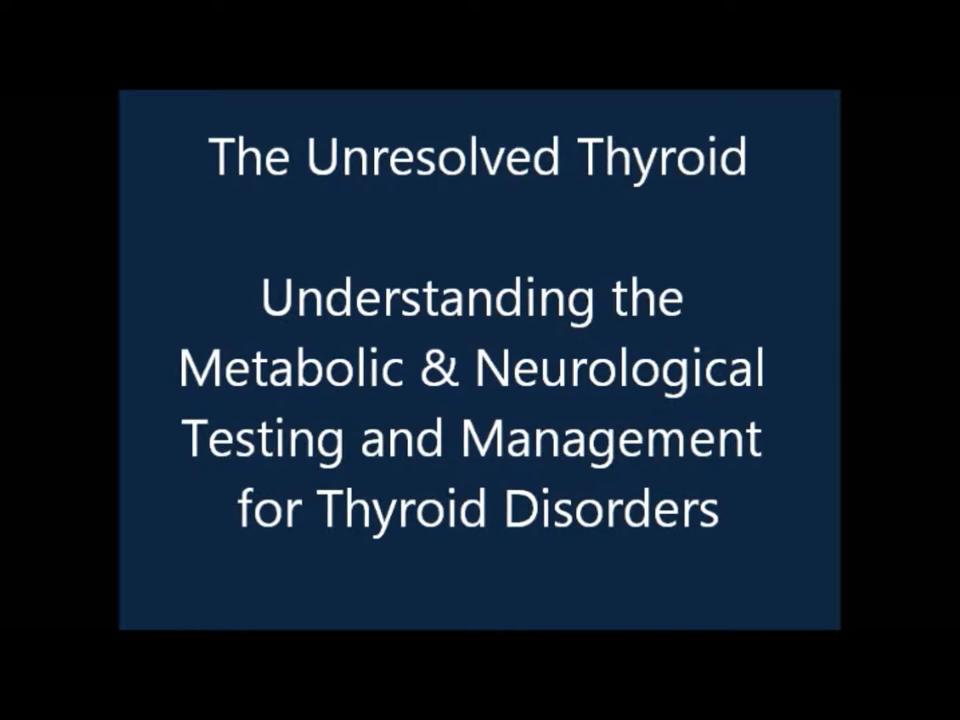 The Unresolved Thyroid
Understanding the
Metabolic & Neurological
Testing and Management
for Thyroid Disorders